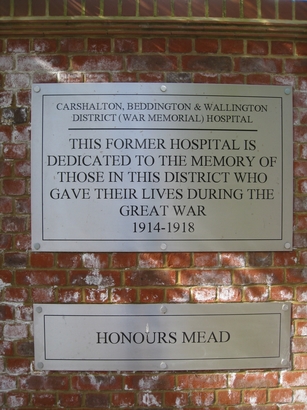 CARSHALTON, BEDDINGTON & WALLINGTON
DISTRICT (WAR MEMORIAL) HOSPITAL
THIS FORMER HOSPITAL IS
DEDICATED TO THE MEMORY OF
THOSE IN THIS DISTRICT WHO
GAVE THEIR LIVES DURING THE
GREAT WAR
1914-1918
HONOURS MEAD